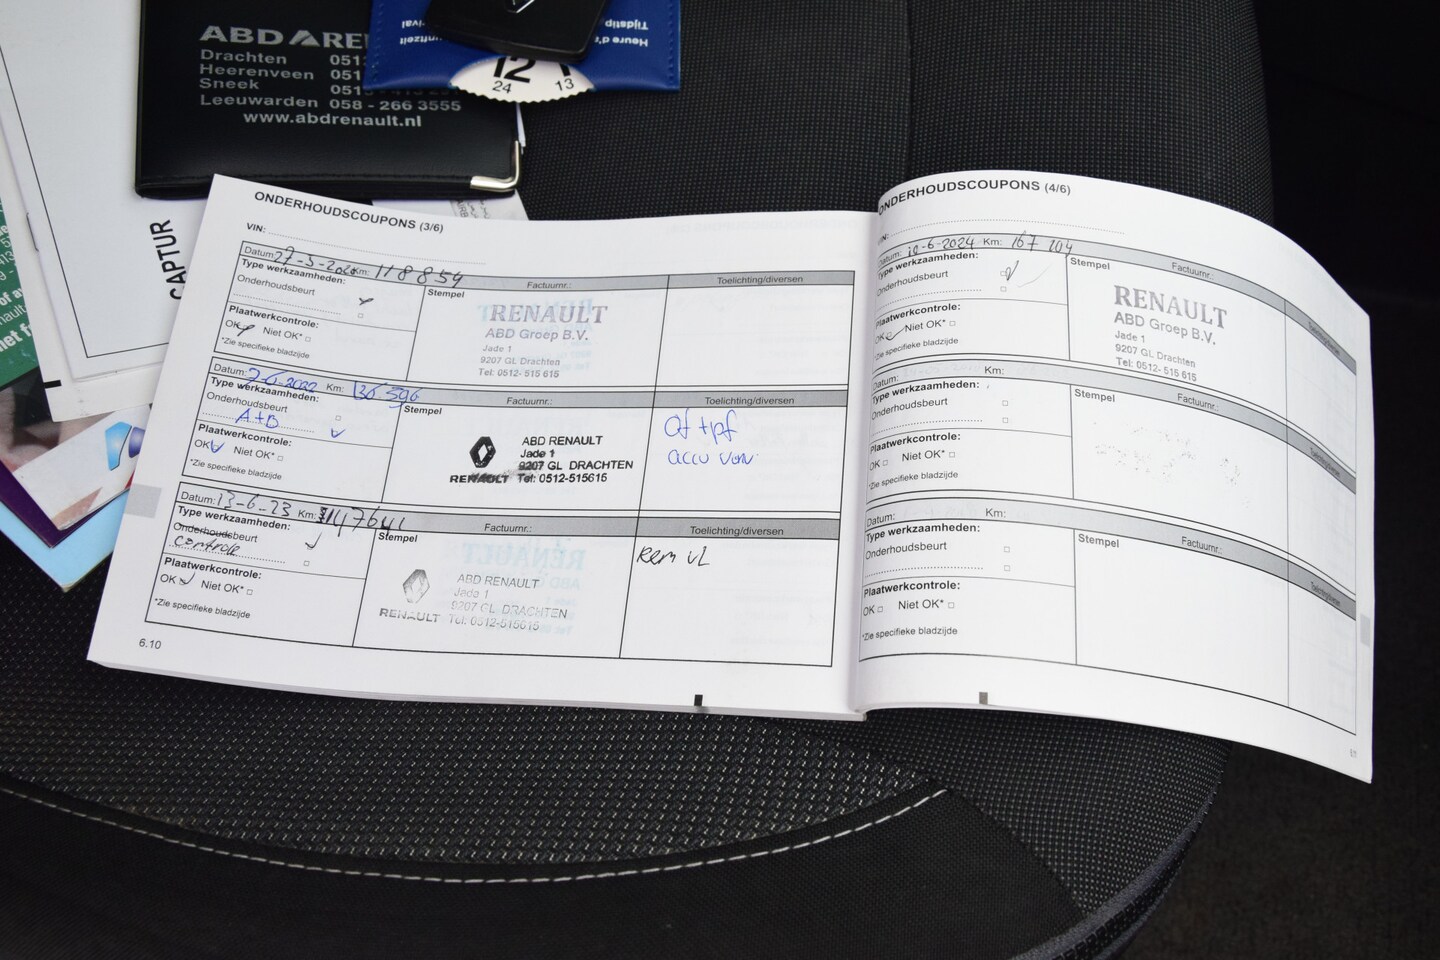 ABD
Drachten
Heerenveen
Sneek
Leeuwarden 058 - 266 3555
www.abdrenault.nl
12
24
13
CAPTUR
ONDERHOUDSCOUPONS (3/6)
VIN:
Datum: Km: 118854
Type werkzaamheden:
Onderhoudsbeurt
Plaatwerkcontrole:
OK Niet OK*
*Zie specifieke bladzijde
Stempel
Factuurnr.:
RENAULT
ABD Groep B.V.
Jade 1
9207 GL Drachten
Tel: 0512- 515 615
Toelichting/diversen
Datum: Km:
Type werkzaamheden:
Onderhoudsbeurt
A+B
Plaatwerkcontrole:
OK Niet OK*
*Zie specifieke bladzijde
Stempel
Factuurnr.:
ABD RENAULT
Jade 1
9207 GL DRACHTEN
RENAULT Tel: 0512-515615
Toelichting/diversen
Datum: 13-6-23 Km: 147641
Type werkzaamheden:
Onderhoudsbeurt
controle
Plaatwerkcontrole:
OK Niet OK*
*Zie specifieke bladzijde
Stempel
Factuurnr.:
ABD RENAULT
Jade 1
9207 GL DRACHTEN
RENAULT Tel: 0512-515615
Toelichting/diversen
Rem VL
6.10
ONDERHOUDSCOUPONS (4/6)
VIN:
Datum: 10-6-2024 Km: 167 104
Type werkzaamheden:
Onderhoudsbeurt
Plaatwerkcontrole:
OK Niet OK*
*Zie specifieke bladzijde
Stempel
Factuurnr.:
RENAULT
ABD Groep B.V.
Jade 1
9207 GL Drachten
Tel: 0512- 515 615
Toelichting/diversen
Datum: Km:
Type werkzaamheden:
Onderhoudsbeurt
Plaatwerkcontrole:
OK Niet OK*
*Zie specifieke bladzijde
Stempel
Factuurnr.:
Toelichting/diversen
Datum: Km:
Type werkzaamheden:
Onderhoudsbeurt
Plaatwerkcontrole:
OK Niet OK*
*Zie specifieke bladzijde
Stempel
Factuurnr.:
Toelichting/diversen